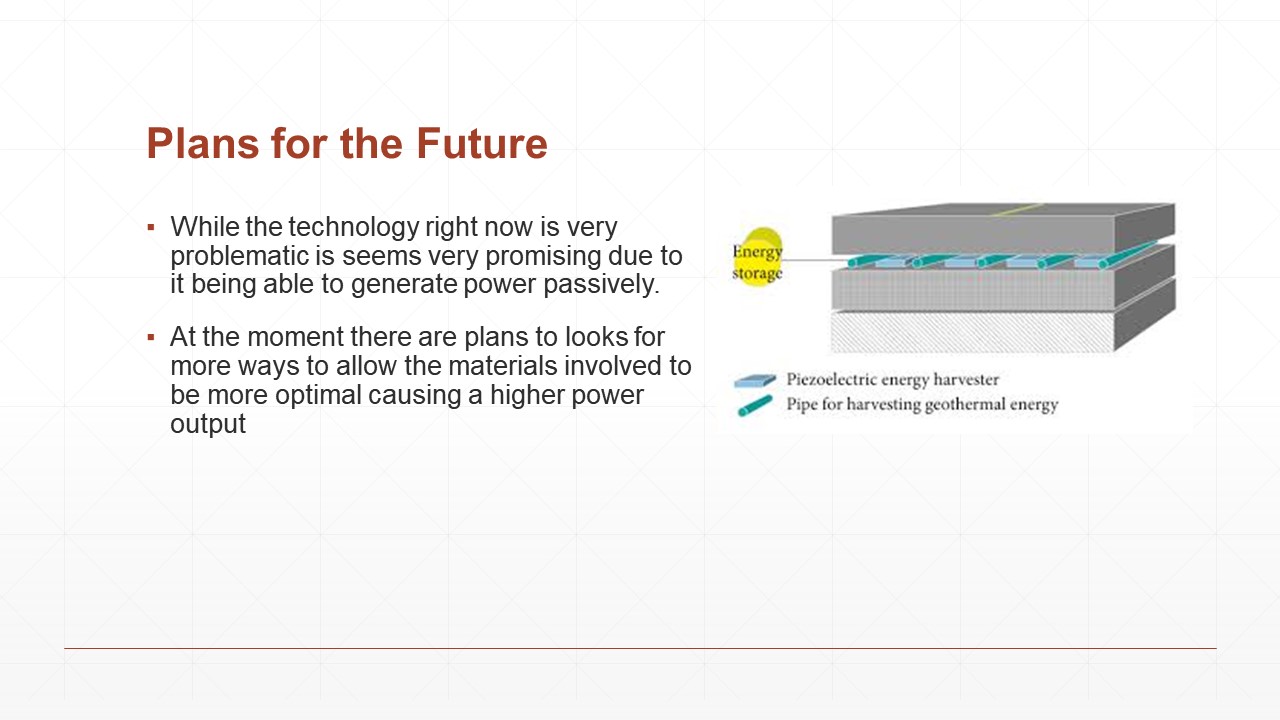 Plans for the Future
▪ While the technology right now is very
problematic is seems very promising due to
it being able to generate power passively.
▪ At the moment there are plans to looks for
more ways to allow the materials involved to
be more optimal causing a higher power
output
Energy
storage
Piezoelectric energy harvester
Pipe for harvesting geothermal energy